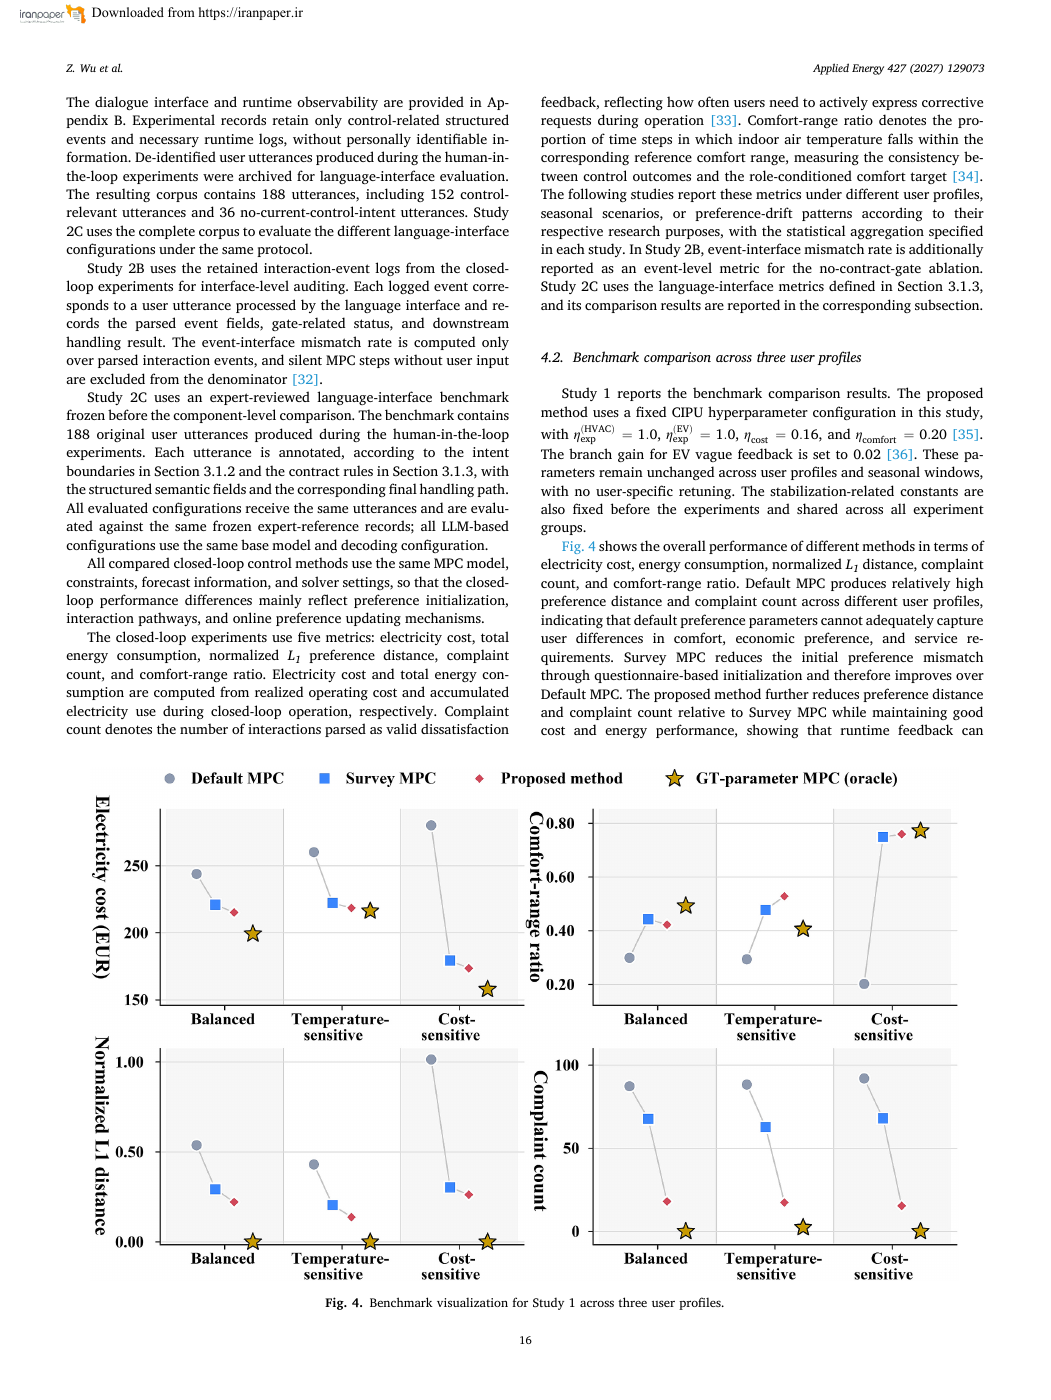 iranpaper
Downloaded from https://iranpaper.ir
Z. Wu et al.
Applied Energy 427 (2027) 129073
The dialogue interface and runtime observability are provided in Ap-
pendix B. Experimental records retain only control-related structured
events and necessary runtime logs, without personally identifiable in-
formation. De-identified user utterances produced during the human-in-
the-loop experiments were archived for language-interface evaluation.
The resulting corpus contains 188 utterances, including 152 control-
relevant utterances and 36 no-current-control-intent utterances. Study
2C uses the complete corpus to evaluate the different language-interface
configurations under the same protocol.
Study 2B uses the retained interaction-event logs from the closed-
loop experiments for interface-level auditing. Each logged event corre-
sponds to a user utterance processed by the language interface and re-
cords the parsed event fields, gate-related status, and downstream
handling result. The event-interface mismatch rate is computed only
over parsed interaction events, and silent MPC steps without user input
are excluded from the denominator [32].
Study 2C uses an expert-reviewed language-interface benchmark
frozen before the component-level comparison. The benchmark contains
188 original user utterances produced during the human-in-the-loop
experiments. Each utterance is annotated, according to the intent
boundaries in Section 3.1.2 and the contract rules in Section 3.1.3, with
the structured semantic fields and the corresponding final handling path.
All evaluated configurations receive the same utterances and are evalu-
ated against the same frozen expert-reference records; all LLM-based
configurations use the same base model and decoding configuration.
All compared closed-loop control methods use the same MPC model,
constraints, forecast information, and solver settings, so that the closed-
loop performance differences mainly reflect preference initialization,
interaction pathways, and online preference updating mechanisms.
The closed-loop experiments use five metrics: electricity cost, total
energy consumption, normalized L1 preference distance, complaint
count, and comfort-range ratio. Electricity cost and total energy con-
sumption are computed from realized operating cost and accumulated
electricity use during closed-loop operation, respectively. Complaint
count denotes the number of interactions parsed as valid dissatisfaction
feedback, reflecting how often users need to actively express corrective
requests during operation [33]. Comfort-range ratio denotes the pro-
portion of time steps in which indoor air temperature falls within the
corresponding reference comfort range, measuring the consistency be-
tween control outcomes and the role-conditioned comfort target [34].
The following studies report these metrics under different user profiles,
seasonal scenarios, or preference-drift patterns according to their
respective research purposes, with the statistical aggregation specified
in each study. In Study 2B, event-interface mismatch rate is additionally
reported as an event-level metric for the no-contract-gate ablation.
Study 2C uses the language-interface metrics defined in Section 3.1.3,
and its comparison results are reported in the corresponding subsection.
4.2. Benchmark comparison across three user profiles
Study 1 reports the benchmark comparison results. The proposed
method uses a fixed CIPU hyperparameter configuration in this study,
with η_exp^(HVAC) = 1.0, η_exp^(EV) = 1.0, η_cost = 0.16, and η_comfort = 0.20 [35].
The branch gain for EV vague feedback is set to 0.02 [36]. These pa-
rameters remain unchanged across user profiles and seasonal windows,
with no user-specific retuning. The stabilization-related constants are
also fixed before the experiments and shared across all experiment
groups.
Fig. 4 shows the overall performance of different methods in terms of
electricity cost, energy consumption, normalized L1 distance, complaint
count, and comfort-range ratio. Default MPC produces relatively high
preference distance and complaint count across different user profiles,
indicating that default preference parameters cannot adequately capture
user differences in comfort, economic preference, and service re-
quirements. Survey MPC reduces the initial preference mismatch
through questionnaire-based initialization and therefore improves over
Default MPC. The proposed method further reduces preference distance
and complaint count relative to Survey MPC while maintaining good
cost and energy performance, showing that runtime feedback can
Default MPC Survey MPC Proposed method GT-parameter MPC (oracle)
Electricity cost (EUR)
250
200
150
Balanced Temperature- Cost-
sensitive sensitive
Comfort-range ratio
0.80
0.60
0.40
0.20
Balanced Temperature- Cost-
sensitive sensitive
Normalized L1 distance
1.00
0.50
0.00
Balanced Temperature- Cost-
sensitive sensitive
Complaint count
100
50
0
Balanced Temperature- Cost-
sensitive sensitive
Fig. 4. Benchmark visualization for Study 1 across three user profiles.
16